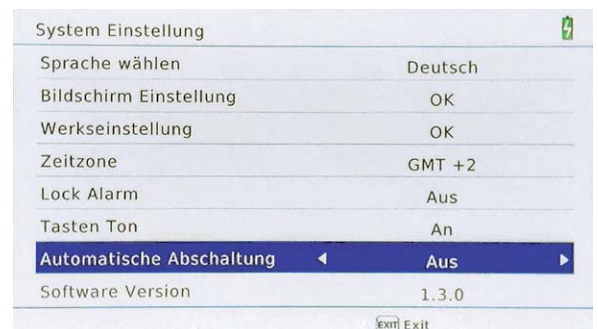 System Einstellung
Sprache wählen Deutsch
Bildschirm Einstellung OK
Werkseinstellung OK
Zeitzone GMT +2
Lock Alarm Aus
Tasten Ton An
Automatische Abschaltung Aus
Software Version 1.3.0
EXIT Exit